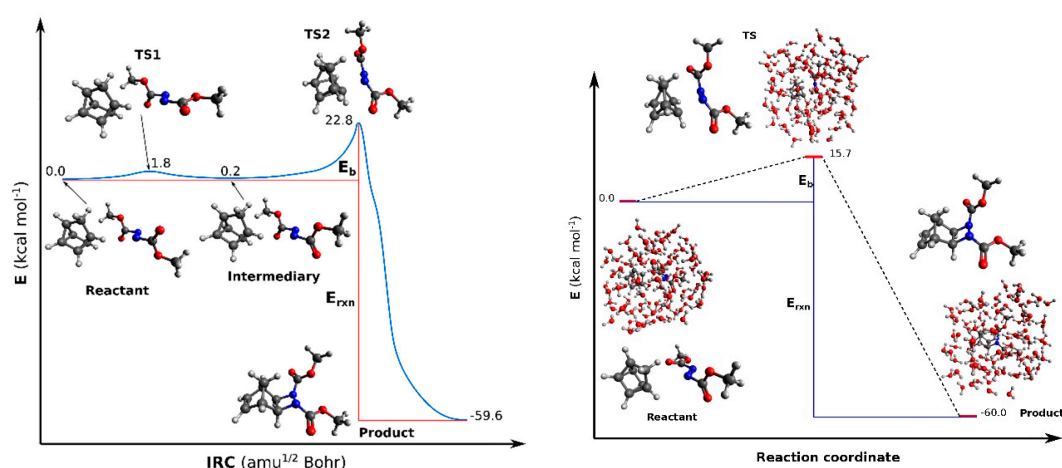 E (kcal mol-1)
TS1
TS2
22.8
0.0
1.8
0.2
Eb
Reactant
Intermediary
Erxn
Product
-59.6
IRC (amu1/2 Bohr)
E (kcal mol-1)
TS
15.7
0.0
Eb
Erxn
Reactant
-60.0
Product
Reaction coordinate